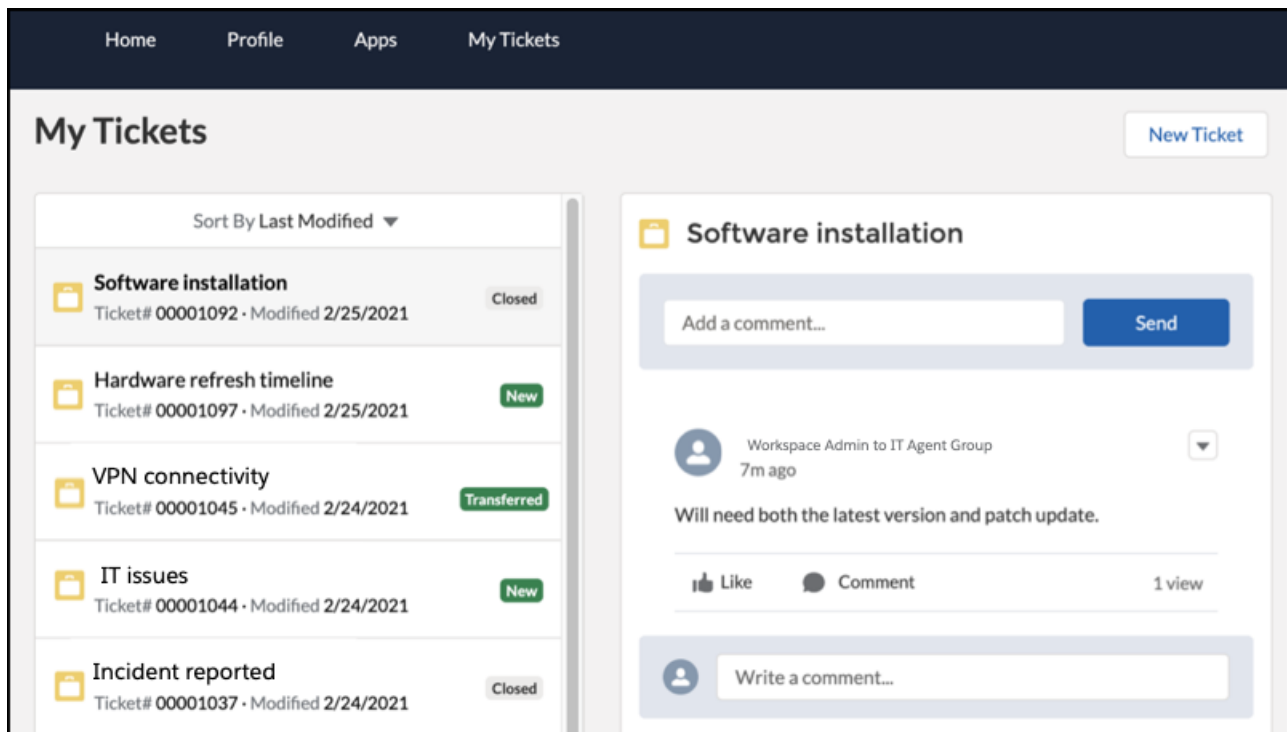 Home Profile Apps My Tickets
My Tickets
New Ticket
Sort By Last Modified
Software installation
Ticket# 00001092 · Modified 2/25/2021
Closed
Hardware refresh timeline
Ticket# 00001097 · Modified 2/25/2021
New
VPN connectivity
Ticket# 00001045 · Modified 2/24/2021
Transferred
IT issues
Ticket# 00001044 · Modified 2/24/2021
New
Incident reported
Ticket# 00001037 · Modified 2/24/2021
Closed
Software installation
Add a comment...
Send
Workspace Admin to IT Agent Group
7m ago
Will need both the latest version and patch update.
Like Comment 1 view
Write a comment...